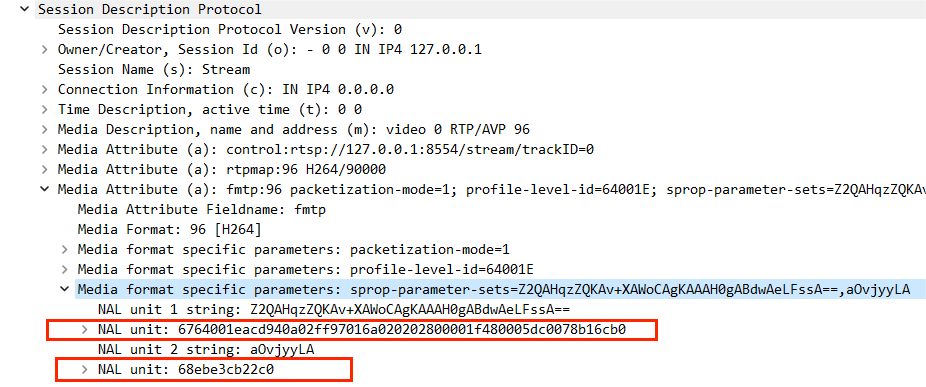 Session Description Protocol
Session Description Protocol Version (v): 0
Owner/Creator, Session Id (o): - 0 0 IN IP4 127.0.0.1
Session Name (s): Stream
Connection Information (c): IN IP4 0.0.0.0
Time Description, active time (t): 0 0
Media Description, name and address (m): video 0 RTP/AVP 96
Media Attribute (a): control:rtsp://127.0.0.1:8554/stream/trackID=0
Media Attribute (a): rtpmap:96 H264/90000
Media Attribute (a): fmtp:96 packetization-mode=1; profile-level-id=64001E; sprop-parameter-sets=Z2QAHqzZQKAv
Media Attribute Fieldname: fmtp
Media Format: 96 [H264]
Media format specific parameters: packetization-mode=1
Media format specific parameters: profile-level-id=64001E
Media format specific parameters: sprop-parameter-sets=Z2QAHqzZQKAv+XAWoCAgKAAAH0gABdwAeLFssA==,aOvjyyLA
NAL unit 1 string: Z2QAHqzZQKAv+XAWoCAgKAAAH0gABdwAeLFssA==
NAL unit: 6764001eacd940a02ff97016a020202800001f480005dc0078b16cb0
NAL unit 2 string: aOvjyyLA
NAL unit: 68ebe3cb22c0